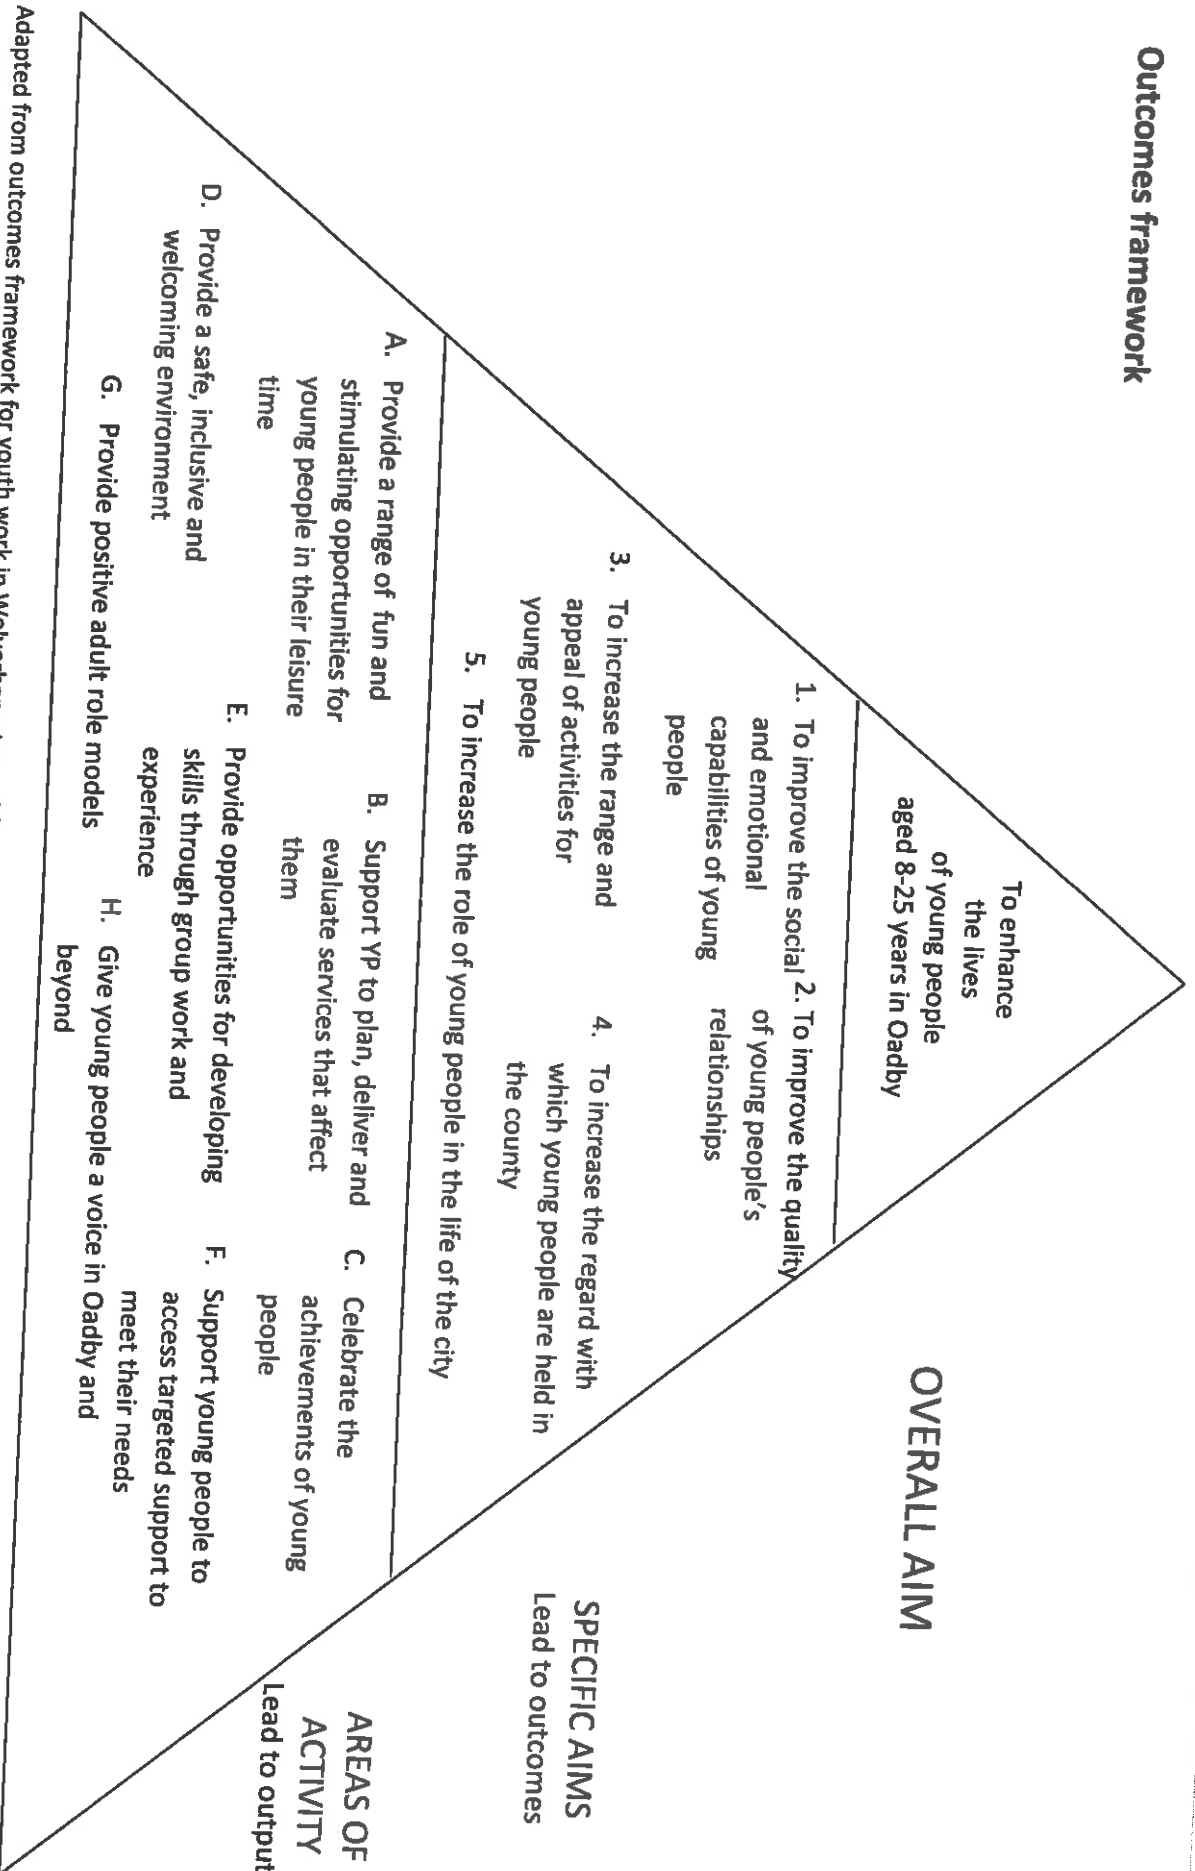 Outcomes framework
To enhance
the lives
of young people
aged 8-25 years in Oadby
OVERALL AIM
1. To improve the social
and emotional
capabilities of young
people
2. To improve the quality
of young people's
relationships
3. To increase the range and
appeal of activities for
young people
4. To increase the regard with
which young people are held in
the county
5. To increase the role of young people in the life of the city
SPECIFIC AIMS
Lead to outcomes
A. Provide a range of fun and
stimulating opportunities for
young people in their leisure
time
B. Support YP to plan, deliver and
evaluate services that affect
them
C. Celebrate the
achievements of young
people
AREAS OF
ACTIVITY
Lead to output
D. Provide a safe, inclusive and
welcoming environment
E. Provide opportunities for developing
skills through group work and
experience
F. Support young people to
access targeted support to
meet their needs
G. Provide positive adult role models
H. Give young people a voice in Oadby and
beyond
Adapted from outcomes framework for youth work in